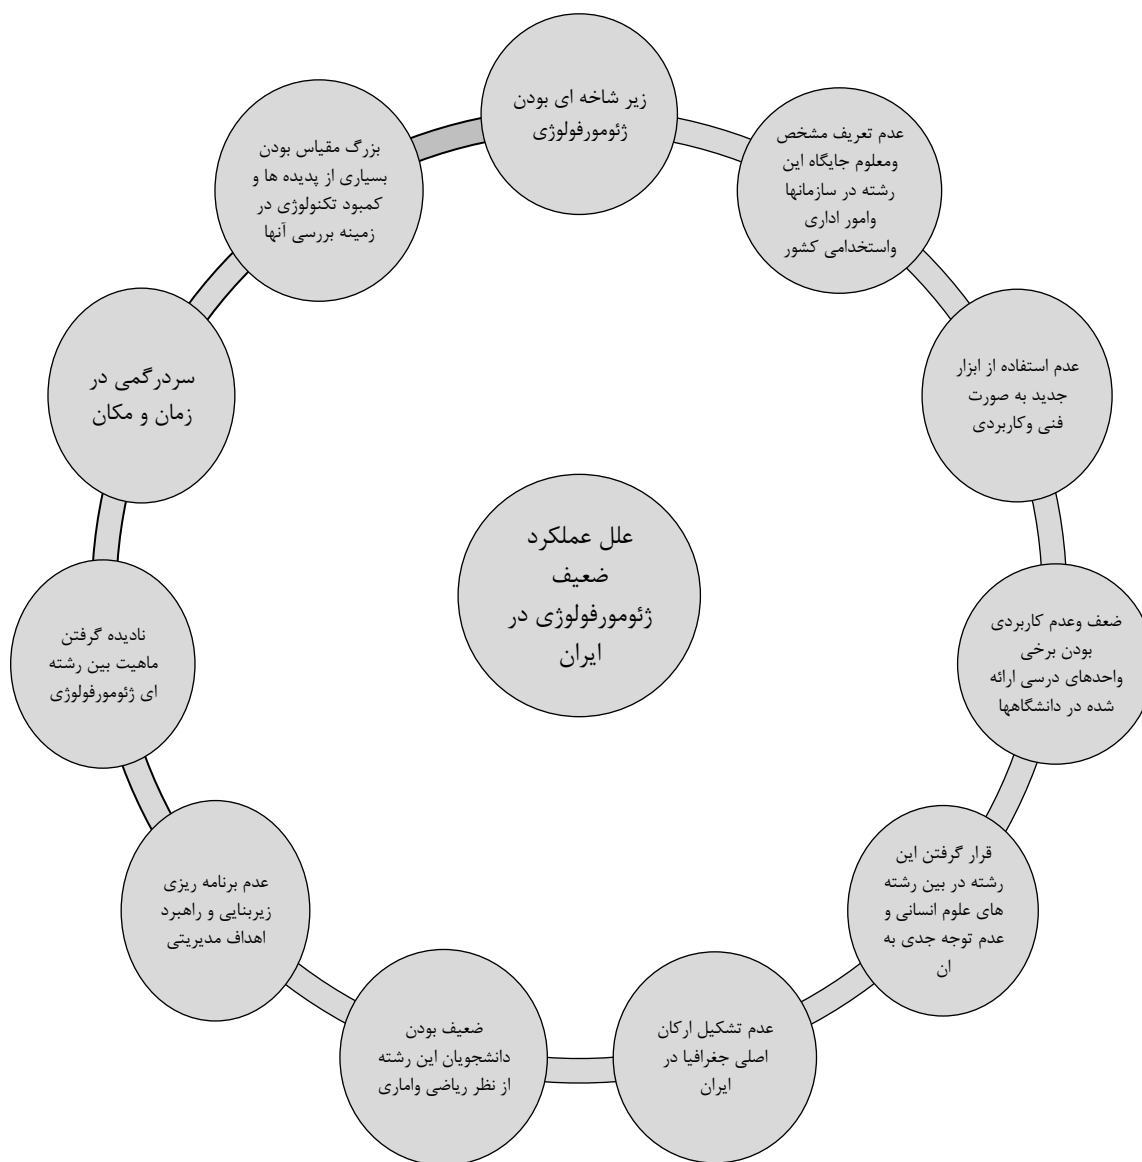 زیر شاخه ای بودن
ژئومورفولوژی
عدم تعریف مشخص
ومعلوم جایگاه این
رشته در سازمانها
وامور اداری
واستخدامی کشور
عدم استفاده از ابزار
جدید به صورت
فنی وکاربردی
ضعف وعدم کاربردی
بودن برخی
واحدهای درسی ارائه
شده در دانشگاهها
قرار گرفتن این
رشته در بین رشته
های علوم انسانی و
عدم توجه جدی به
ان
عدم تشکیل ارکان
اصلی جغرافیا در
ایران
ضعیف بودن
دانشجویان این رشته
از نظر ریاضی واماری
عدم برنامه ریزی
زیربنایی و راهبرد
اهداف مدیریتی
نادیده گرفتن
ماهیت بین رشته
ای ژئومورفولوژی
سردرگمی در
زمان و مکان
بزرگ مقیاس بودن
بسیاری از پدیده ها و
کمبود تکنولوژی در
زمینه بررسی آنها
علل عملکرد
ضعیف
ژئومورفولوژی در
ایران